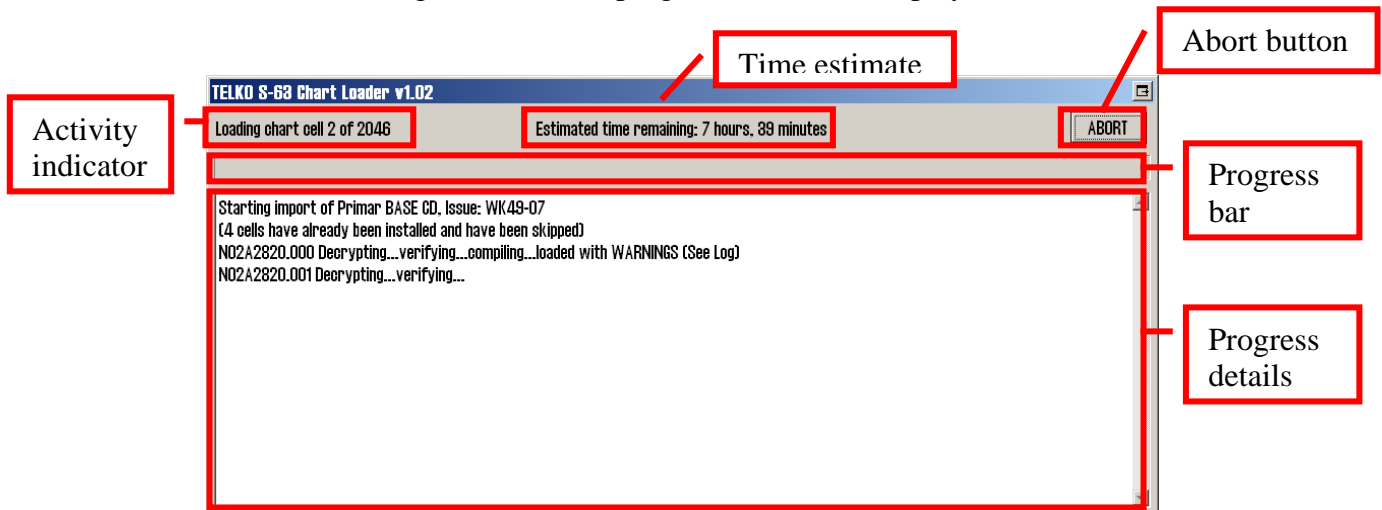 Time estimate
Abort button
Activity
indicator
TELKO S-63 Chart Loader v1.02
Loading chart cell 2 of 2046
Estimated time remaining: 7 hours, 39 minutes
ABORT
Progress
bar
Starting import of Primar BASE CD, Issue: WK49-07
(4 cells have already been installed and have been skipped)
NO2A2820.000 Decrypting...verifying...compiling...loaded with WARNINGS (See Log)
NO2A2820.001 Decrypting...verifying...
Progress
details